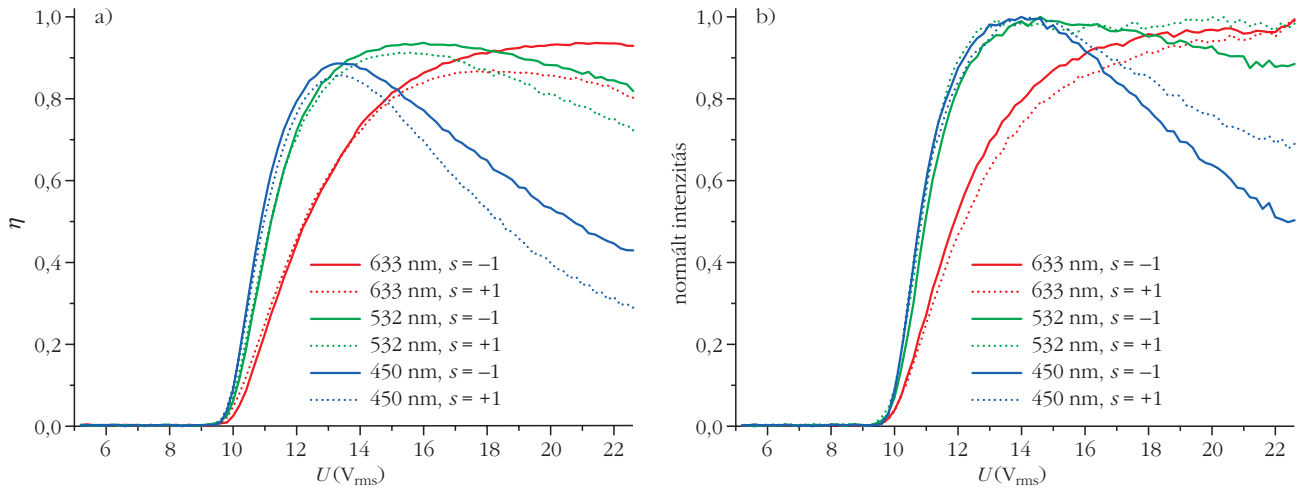 a)
1,0
0,8
0,6
0,4
0,2
0,0
η
633 nm, s = –1
633 nm, s = +1
532 nm, s = –1
532 nm, s = +1
450 nm, s = –1
450 nm, s = +1
6 8 10 12 14 16 18 20 22
U (Vrms)
b)
1,0
0,8
0,6
0,4
0,2
0,0
normált intenzitás
633 nm, s = –1
633 nm, s = +1
532 nm, s = –1
532 nm, s = +1
450 nm, s = –1
450 nm, s = +1
6 8 10 12 14 16 18 20 22
U (Vrms)